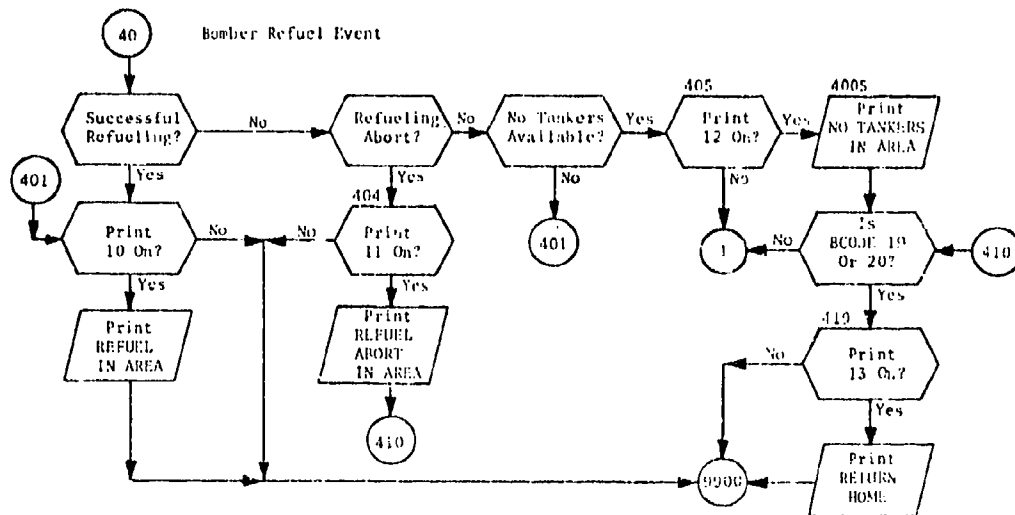 40
Bomber Refuel Event
Successful
Refueling?
No
Refueling
Abort?
No
No Tankers
Available?
Yes
405
Print
12 On?
Yes
4005
Print
NO TANKERS
IN AREA
Yes
401
Print
10 On?
No
Yes
404
Print
11 On?
No
No
401
No
1
Is
BCODE 19
Or 20?
No
410
Yes
Print
REFUEL
IN AREA
Yes
Print
REFUEL
ABORT
IN AREA
410
Yes
419
Print
13 On?
No
Yes
Print
RETURN
HOME